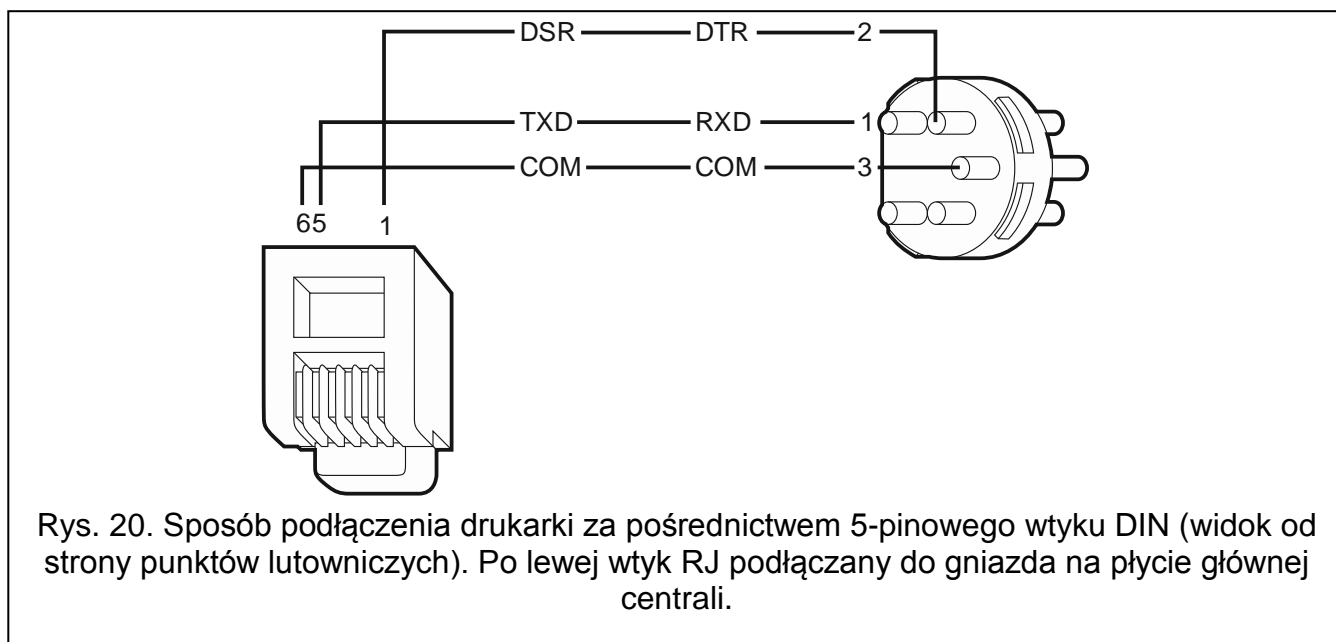 DSR DTR 2
TXD RXD 1
COM COM 3
65 1
Rys. 20. Sposób podłączenia drukarki za pośrednictwem 5-pinowego wtyku DIN (widok od
strony punktów lutowniczych). Po lewej wtyk RJ podłączany do gniazda na płycie głównej
centrali.